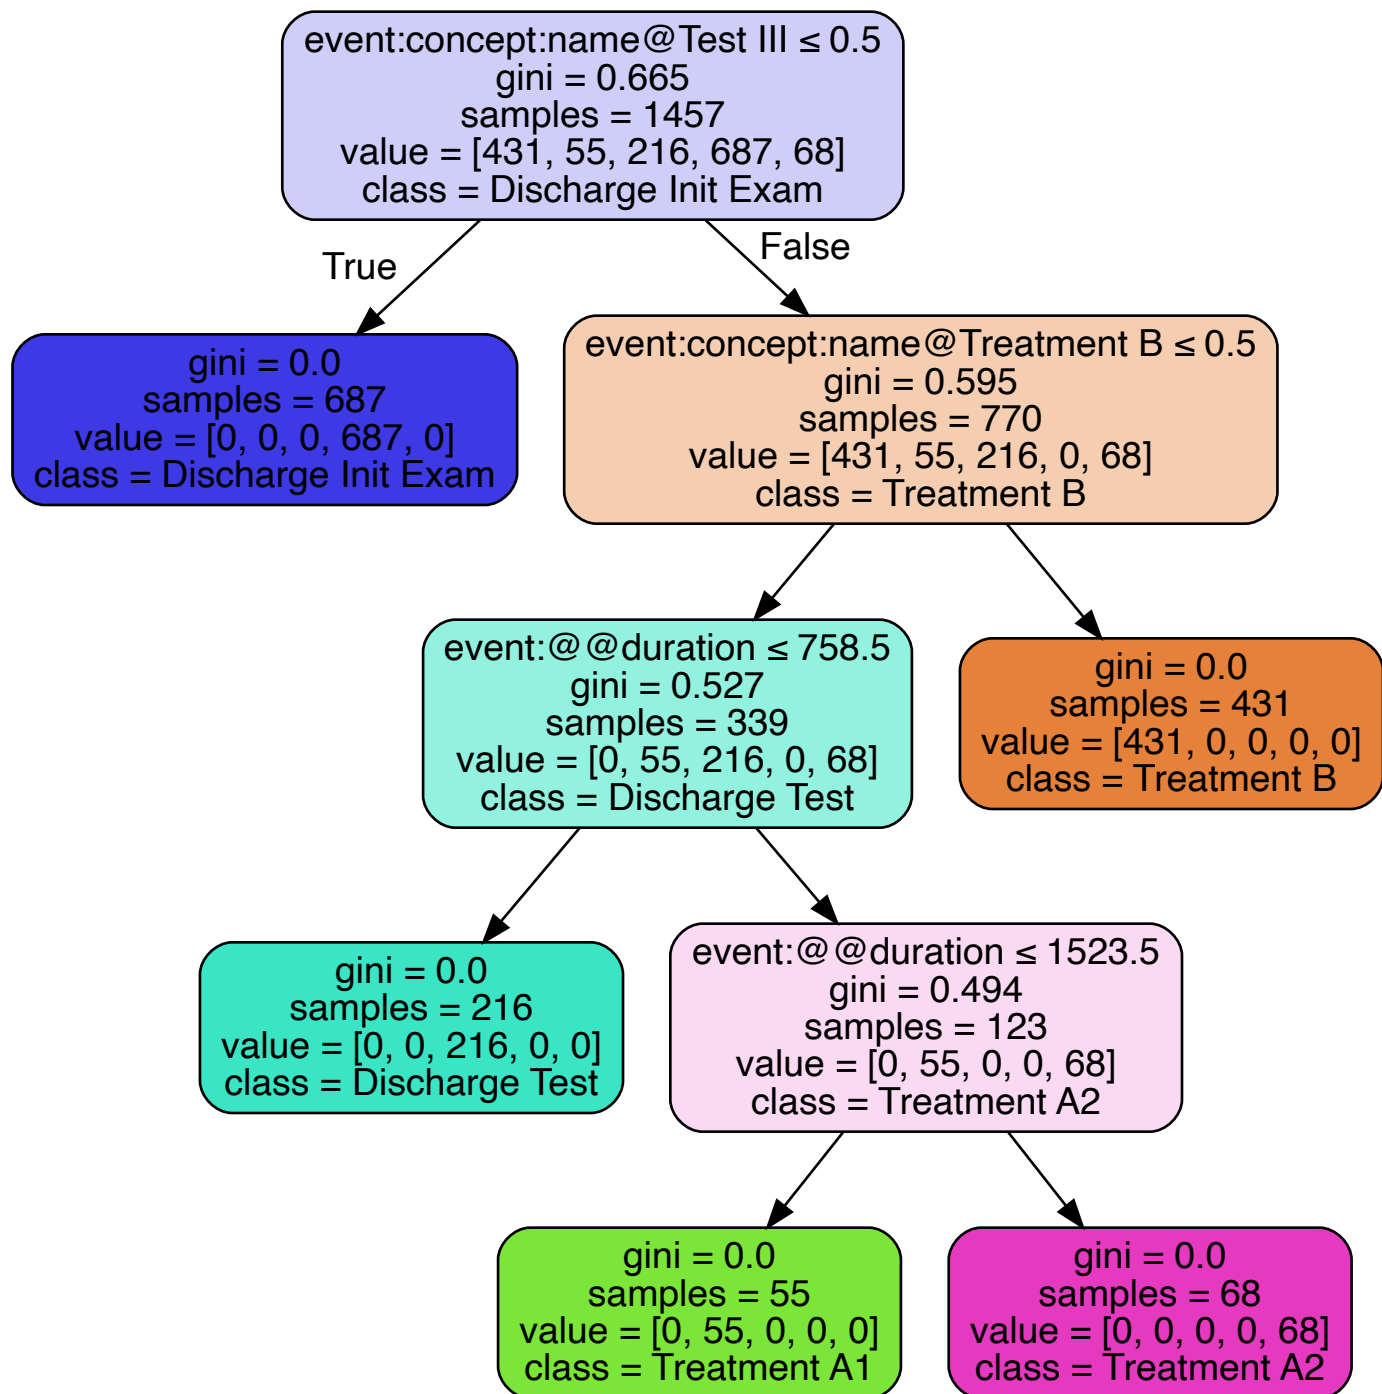 event:concept:name@Test III ≤ 0.5
gini = 0.665
samples = 1457
value = [431, 55, 216, 687, 68]
class = Discharge Init Exam
True
False
gini = 0.0
samples = 687
value = [0, 0, 0, 687, 0]
class = Discharge Init Exam
event:concept:name@Treatment B ≤ 0.5
gini = 0.595
samples = 770
value = [431, 55, 216, 0, 68]
class = Treatment B
event:@@duration ≤ 758.5
gini = 0.527
samples = 339
value = [0, 55, 216, 0, 68]
class = Discharge Test
gini = 0.0
samples = 431
value = [431, 0, 0, 0, 0]
class = Treatment B
gini = 0.0
samples = 216
value = [0, 0, 216, 0, 0]
class = Discharge Test
event:@@duration ≤ 1523.5
gini = 0.494
samples = 123
value = [0, 55, 0, 0, 68]
class = Treatment A2
gini = 0.0
samples = 55
value = [0, 55, 0, 0, 0]
class = Treatment A1
gini = 0.0
samples = 68
value = [0, 0, 0, 0, 68]
class = Treatment A2